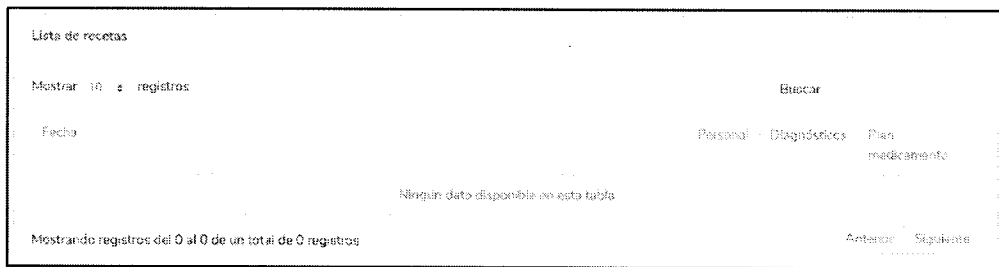 Lista de recetas
Mostrar 10 registros Buscar
Fecha Personal Diagnósticos Plan
medicamento
Ningún dato disponible en esta tabla
Mostrando registros del 0 al 0 de un total de 0 registros Anterior Siguiente